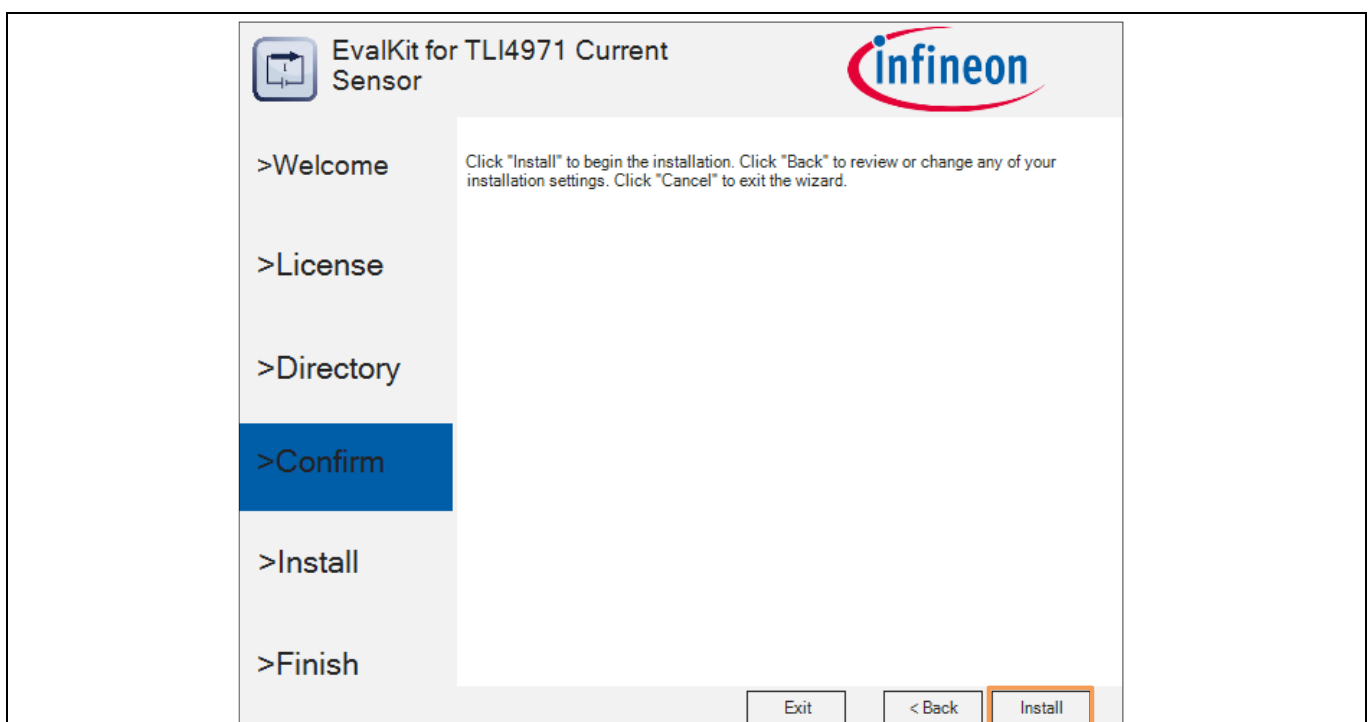 EvalKit for TLI4971 Current
Sensor
infineon
>Welcome
Click "Install" to begin the installation. Click "Back" to review or change any of your
installation settings. Click "Cancel" to exit the wizard.
>License
>Directory
>Confirm
>Install
>Finish
Exit
< Back
Install